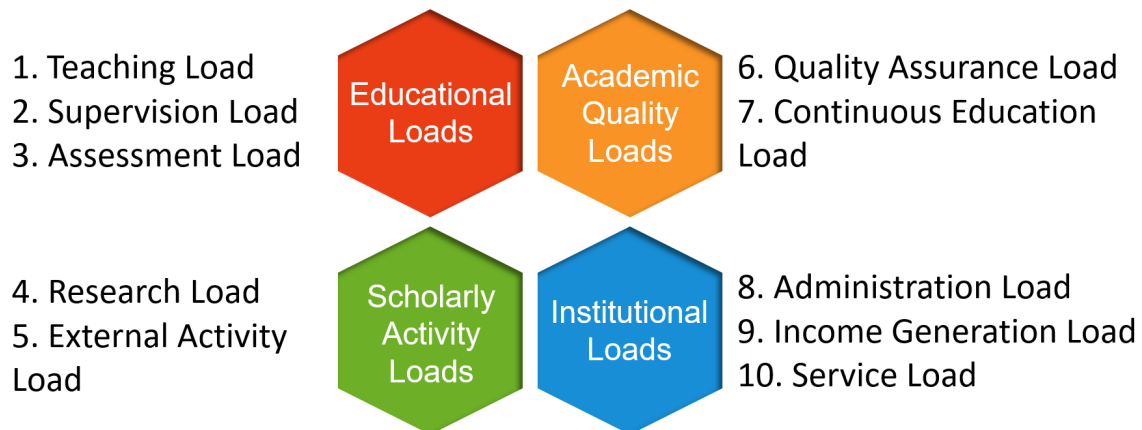 1. Teaching Load
2. Supervision Load
3. Assessment Load
Educational
Loads
Academic
Quality
Loads
6. Quality Assurance Load
7. Continuous Education
Load
4. Research Load
5. External Activity
Load
Scholarly
Activity
Loads
Institutional
Loads
8. Administration Load
9. Income Generation Load
10. Service Load